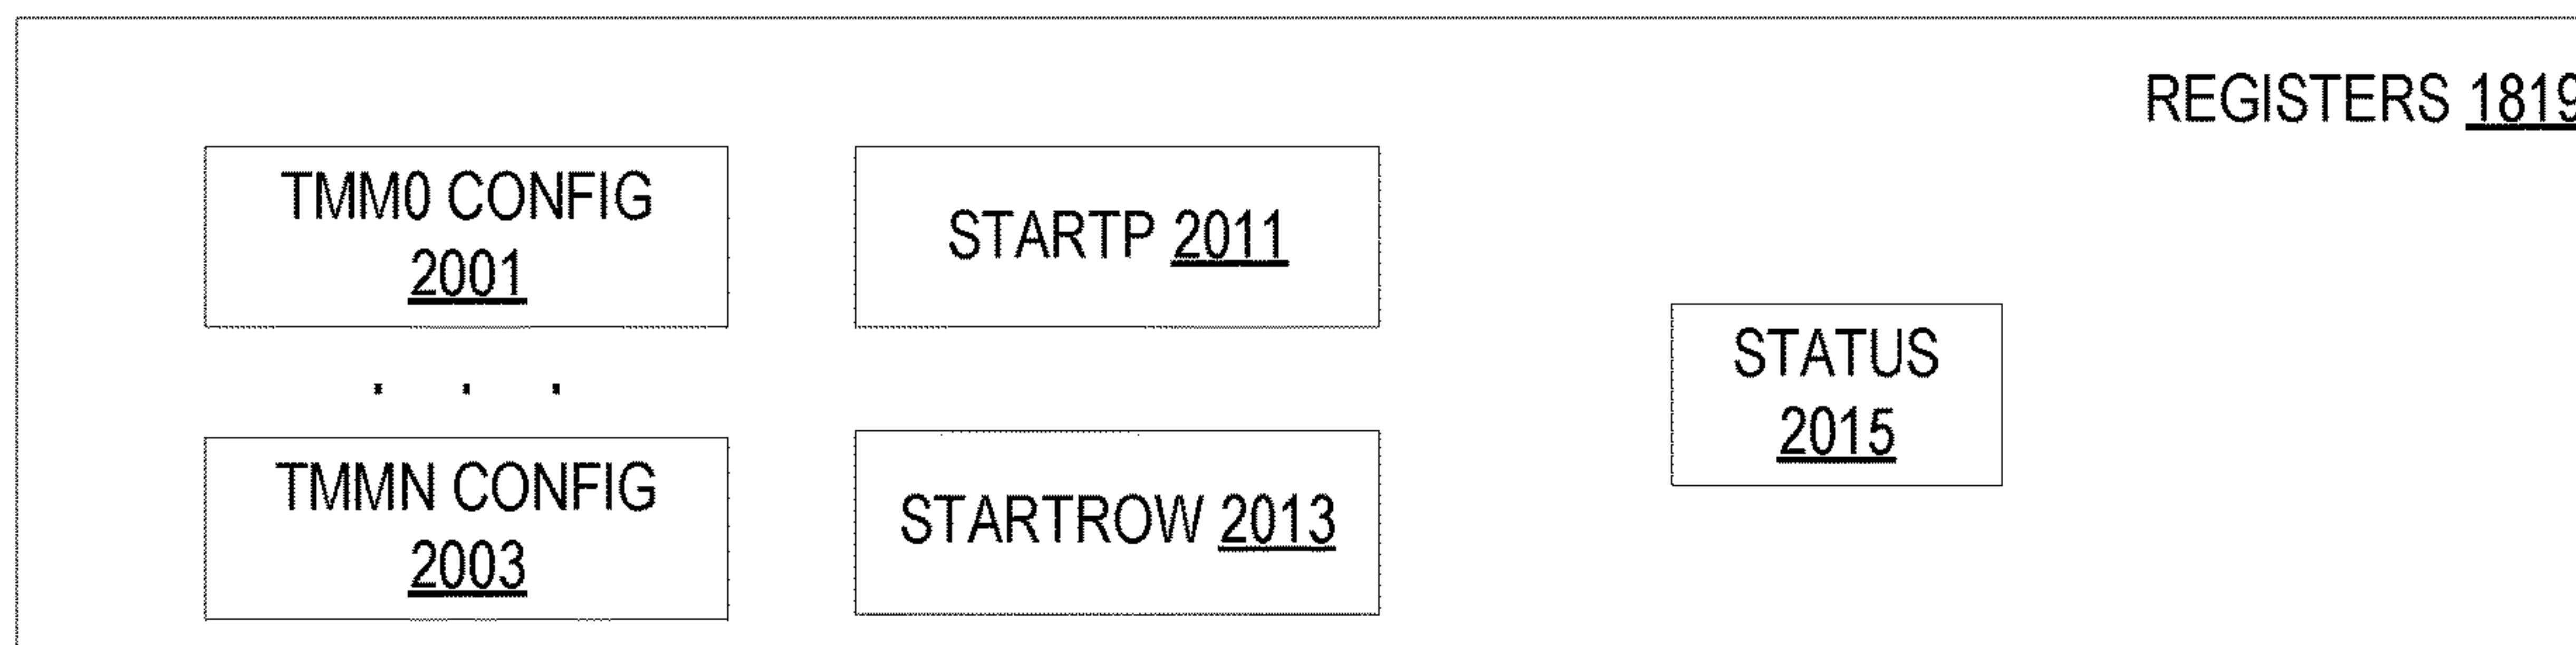 REGISTERS 1819
TMM0 CONFIG
2001
STARTP 2011
STATUS
2015
. . .
TMMN CONFIG
2003
STARTROW 2013